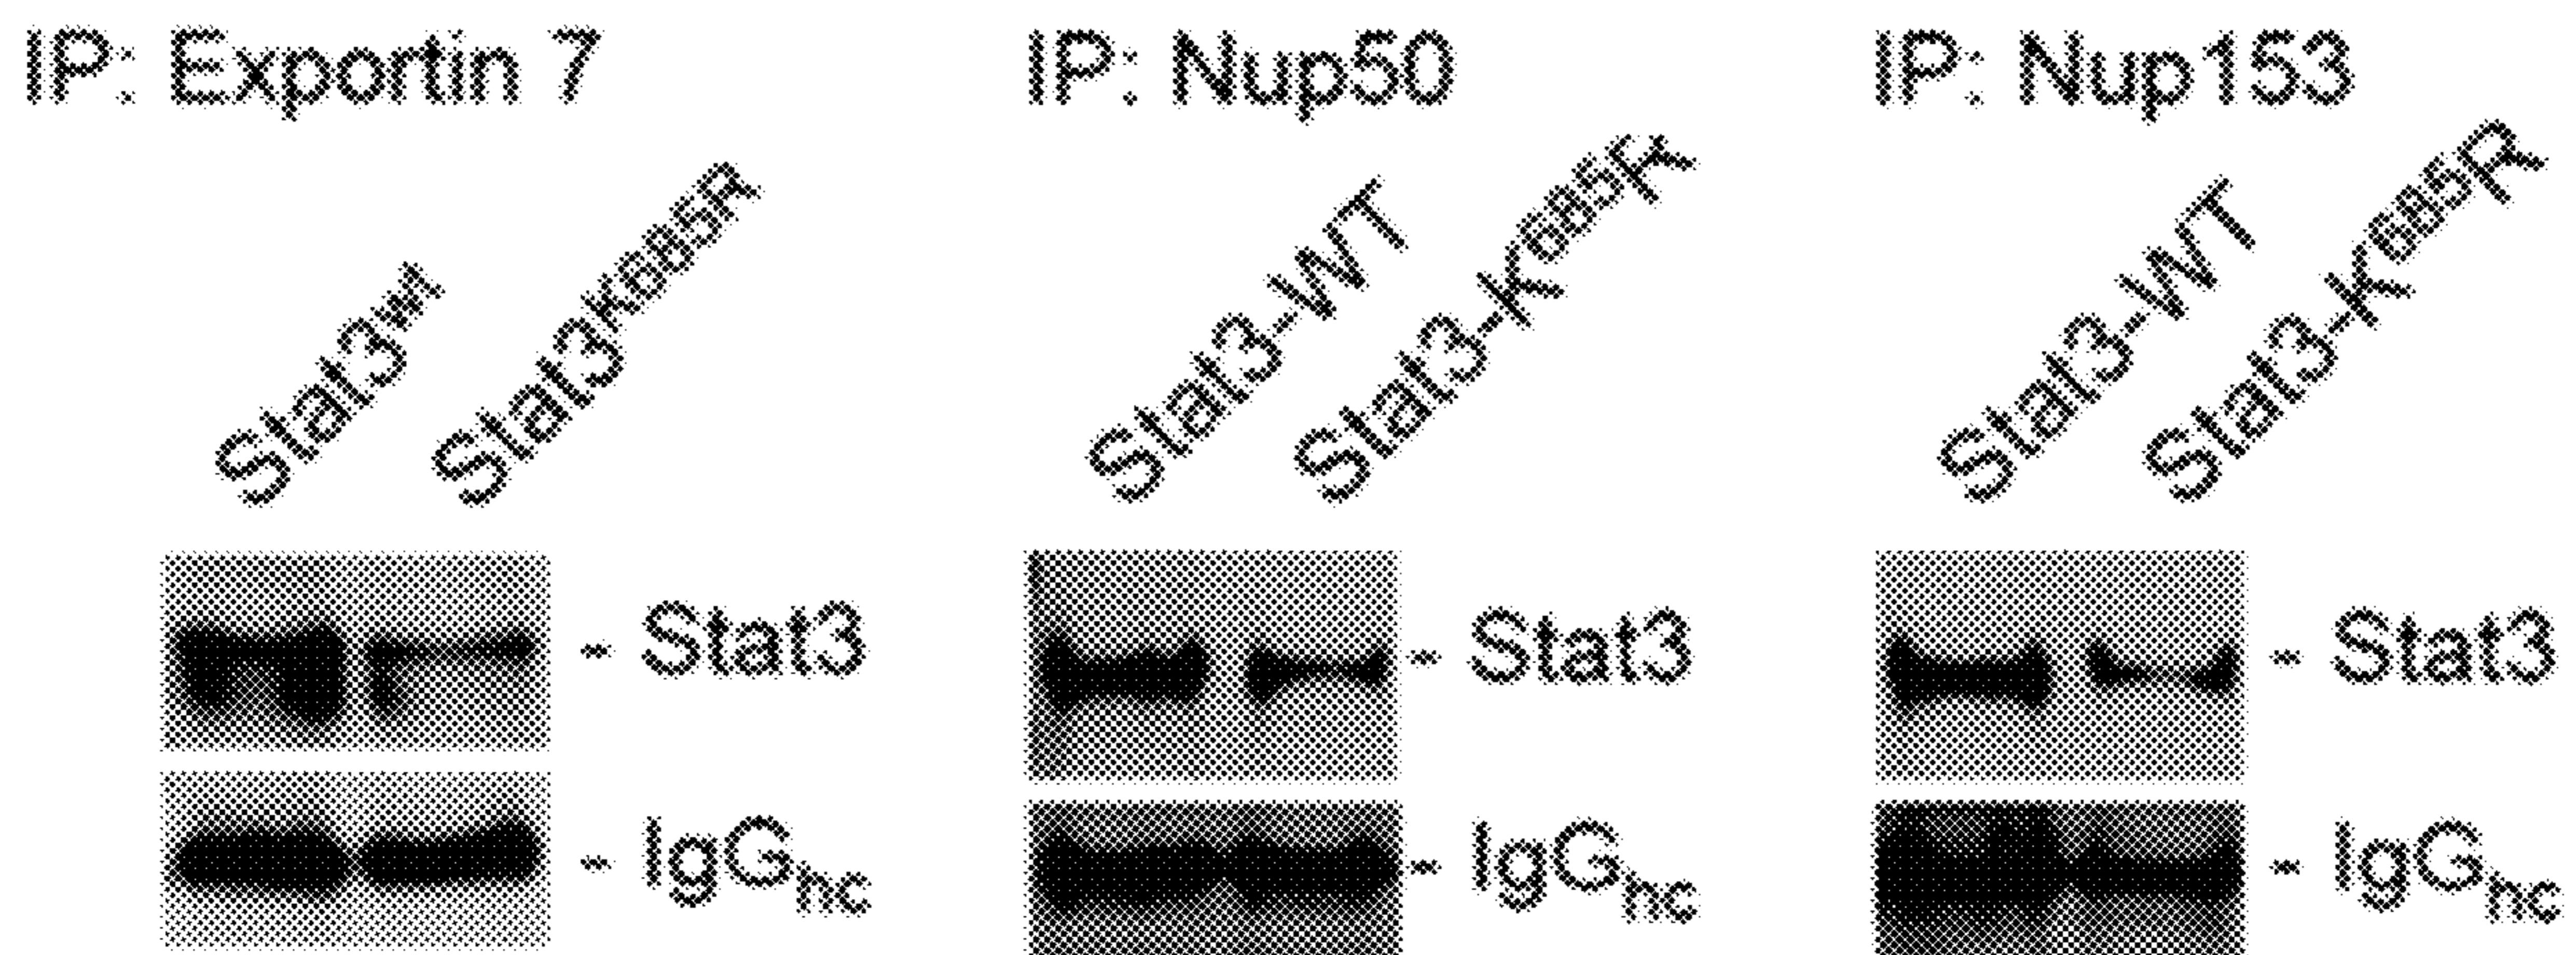 IP: Exportin 7
IP: Nup50
IP: Nup153
Stat3wt
Stat3K685R
Stat3-WT
Stat3-K685R
Stat3-WT
Stat3-K685R
- Stat3
- Stat3
- Stat3
- IgGhc
- IgGhc
- IgGhc